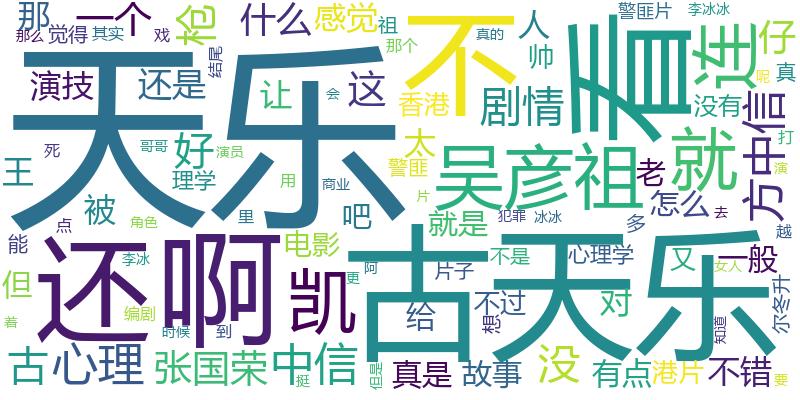 那 一个 枪 什么 感觉 祖 不 人 警匪片 李冰冰
那么 觉得 其实 戏 那个 真的 帅 看 连 仔
演技 还是 结尾 让 这 香港 剧情 没有 真
天乐 哥哥 好 演员 会 太 吴彦祖 老 就 方中信 打
王 死 理学 用 商业 警匪 片 演
被 点 角色 里 吧 就是 犯罪 冰冰 多 怎么 去 越
能 还 啊 李冰 电影 凯 更 阿 古天乐 片子 不是 心理学 又 女人 一般
但 编剧 给 不过 想 对 知道 尔冬升
着 时候 到 呢
古 心理 张国荣 中信 挺 但是 真是 故事 没 有点 港片 不错 要